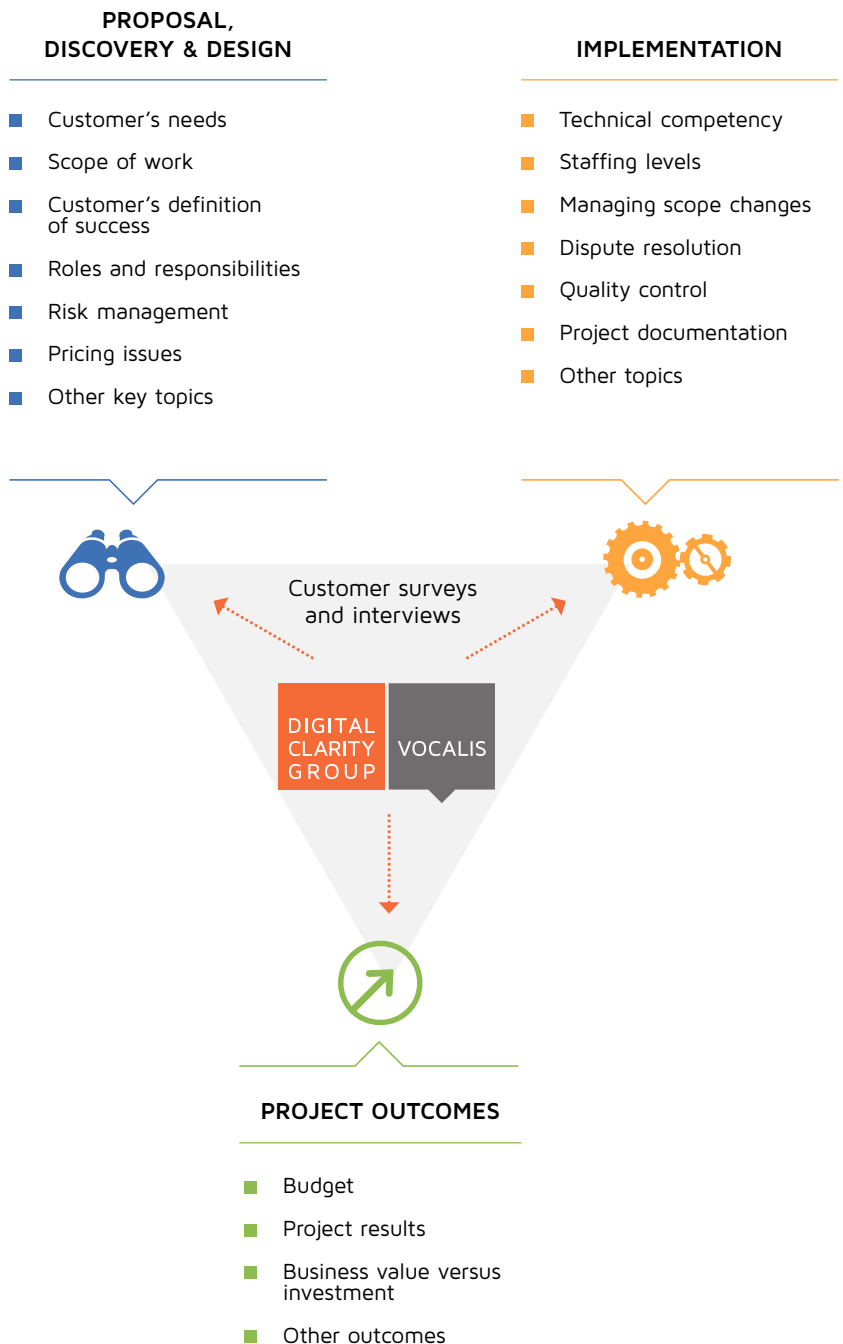 PROPOSAL,
DISCOVERY & DESIGN
Customer’s needs
Scope of work
Customer’s definition
of success
Roles and responsibilities
Risk management
Pricing issues
Other key topics
IMPLEMENTATION
Technical competency
Staffing levels
Managing scope changes
Dispute resolution
Quality control
Project documentation
Other topics
Customer surveys
and interviews
DIGITAL
CLARITY
GROUP
VOCALIS
PROJECT OUTCOMES
Budget
Project results
Business value versus
investment
Other outcomes